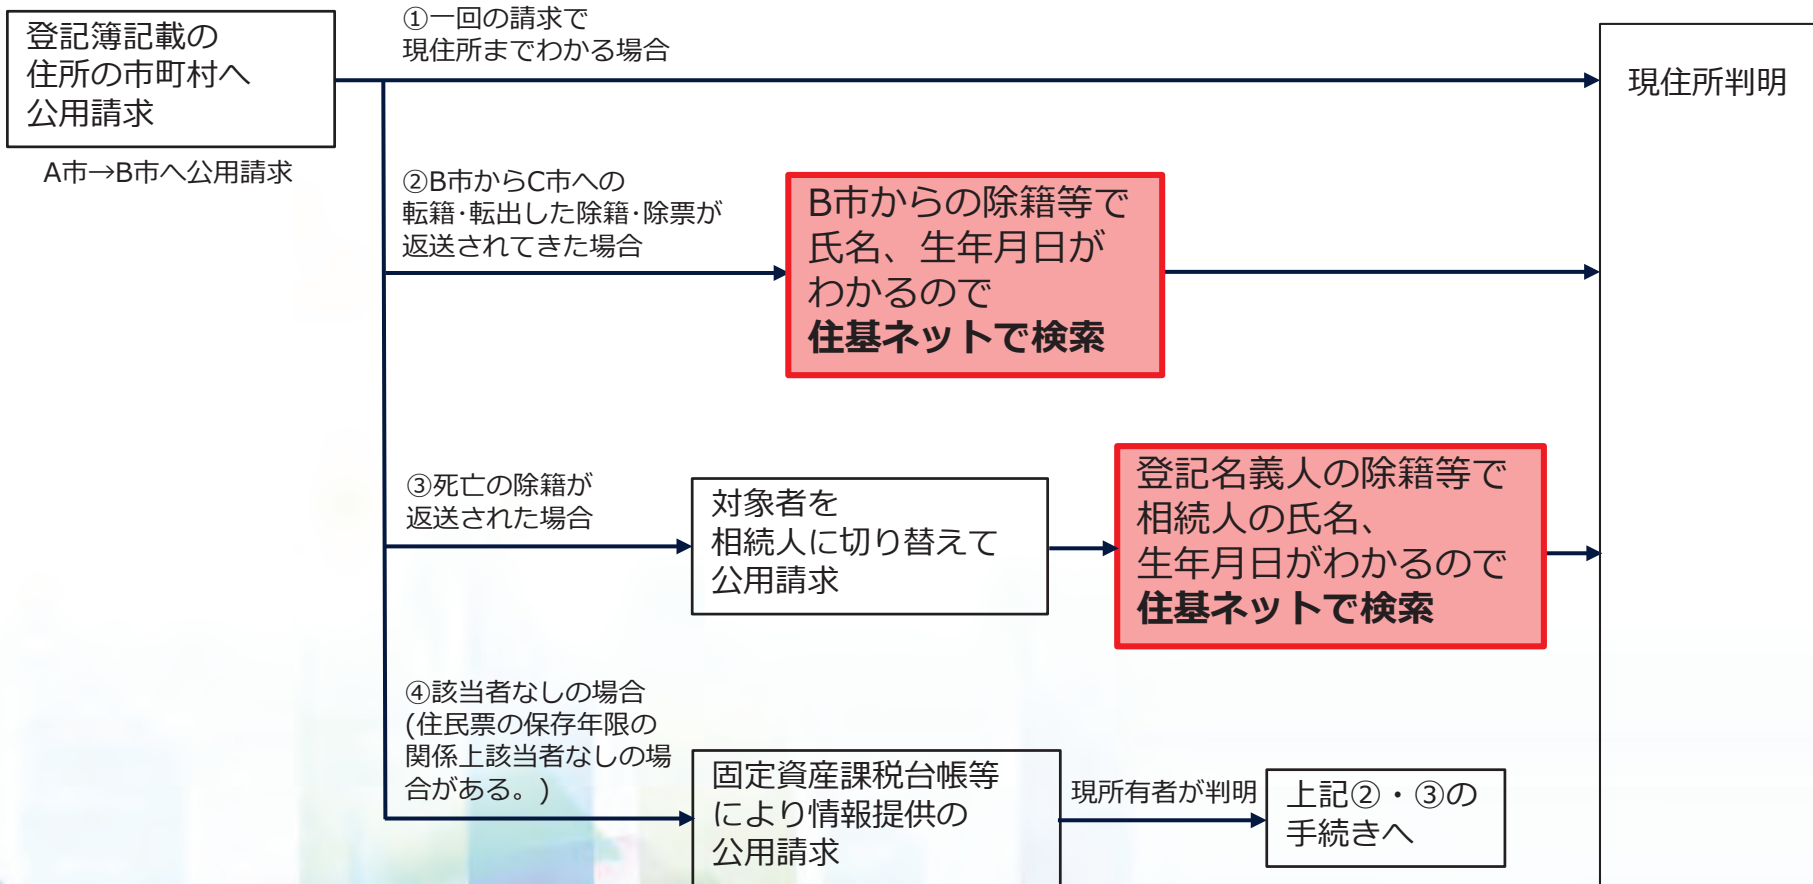 登記簿記載の
住所の市町村へ
公用請求
A市→B市へ公用請求
①一回の請求で
現住所までわかる場合
現住所判明
②B市からC市への
転籍･転出した除籍･除票が
返送されてきた場合
B市からの除籍等で
氏名、生年月日が
わかるので
住基ネットで検索
③死亡の除籍が
返送された場合
対象者を
相続人に切り替えて
公用請求
登記名義人の除籍等で
相続人の氏名、
生年月日がわかるので
住基ネットで検索
④該当者なしの場合
(住民票の保存年限の
関係上該当者なしの場
合がある。)
固定資産課税台帳等
により情報提供の
公用請求
現所有者が判明
上記②・③の
手続きへ